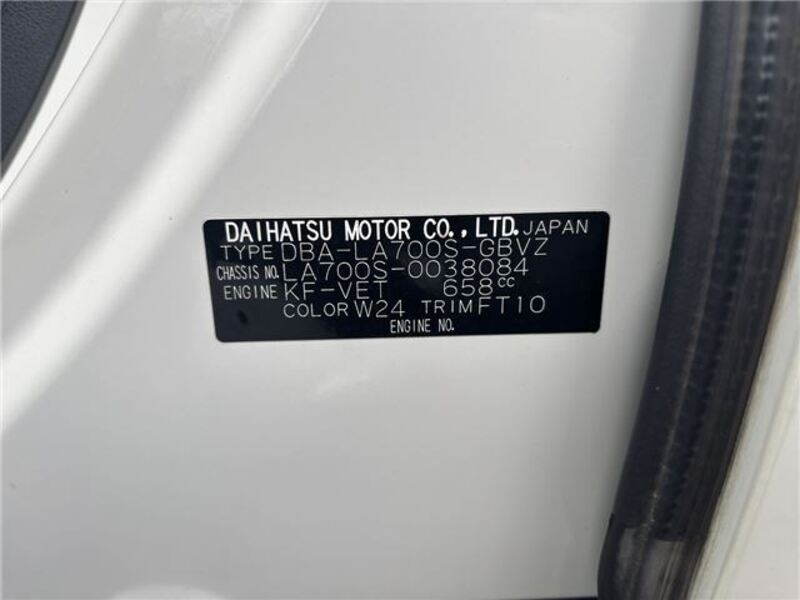 DAIHATSU MOTOR CO.,LTD. JAPAN
TYPE DBA-LA700S-GBVZ
CHASSIS NO. LA700S-0038084
ENGINE KF-VET 658cc
COLOR W24 TRIM FT10
ENGINE NO.